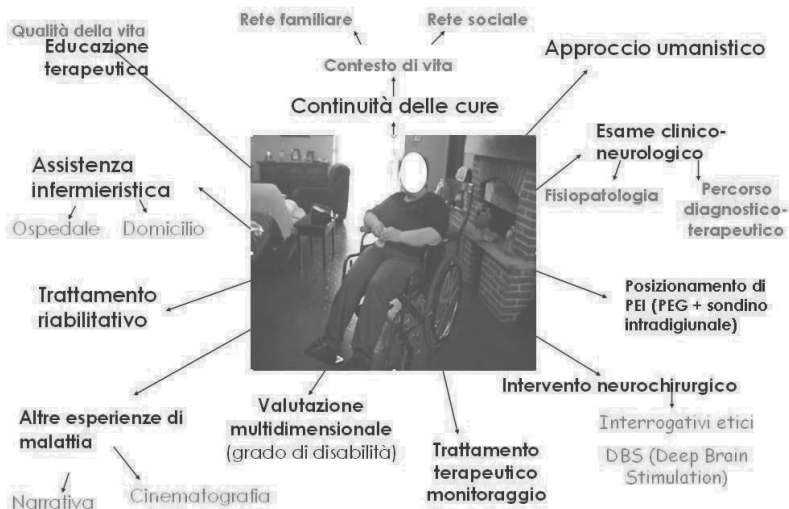 Rete familiare
Rete sociale
Qualità della vita
Educazione
terapeutica
Contesto di vita
Continuità delle cure
Approccio umanistico
Esame clinico-
neurologico
Fisiopatologia
Percorso
diagnostico-
terapeutico
Assistenza
infermieristica
Ospedale
Domicilio
Trattamento
riabilitativo
Posizionamento di
PEI (PEG + sondino
intradigiunale)
Intervento neurochirurgico
Interrogativi etici
DBS (Deep Brain
Stimulation)
Altre esperienze di
malattia
Narrativa
Cinematografia
Valutazione
multidimensionale
(grado di disabilità)
Trattamento
terapeutico
monitoraggio